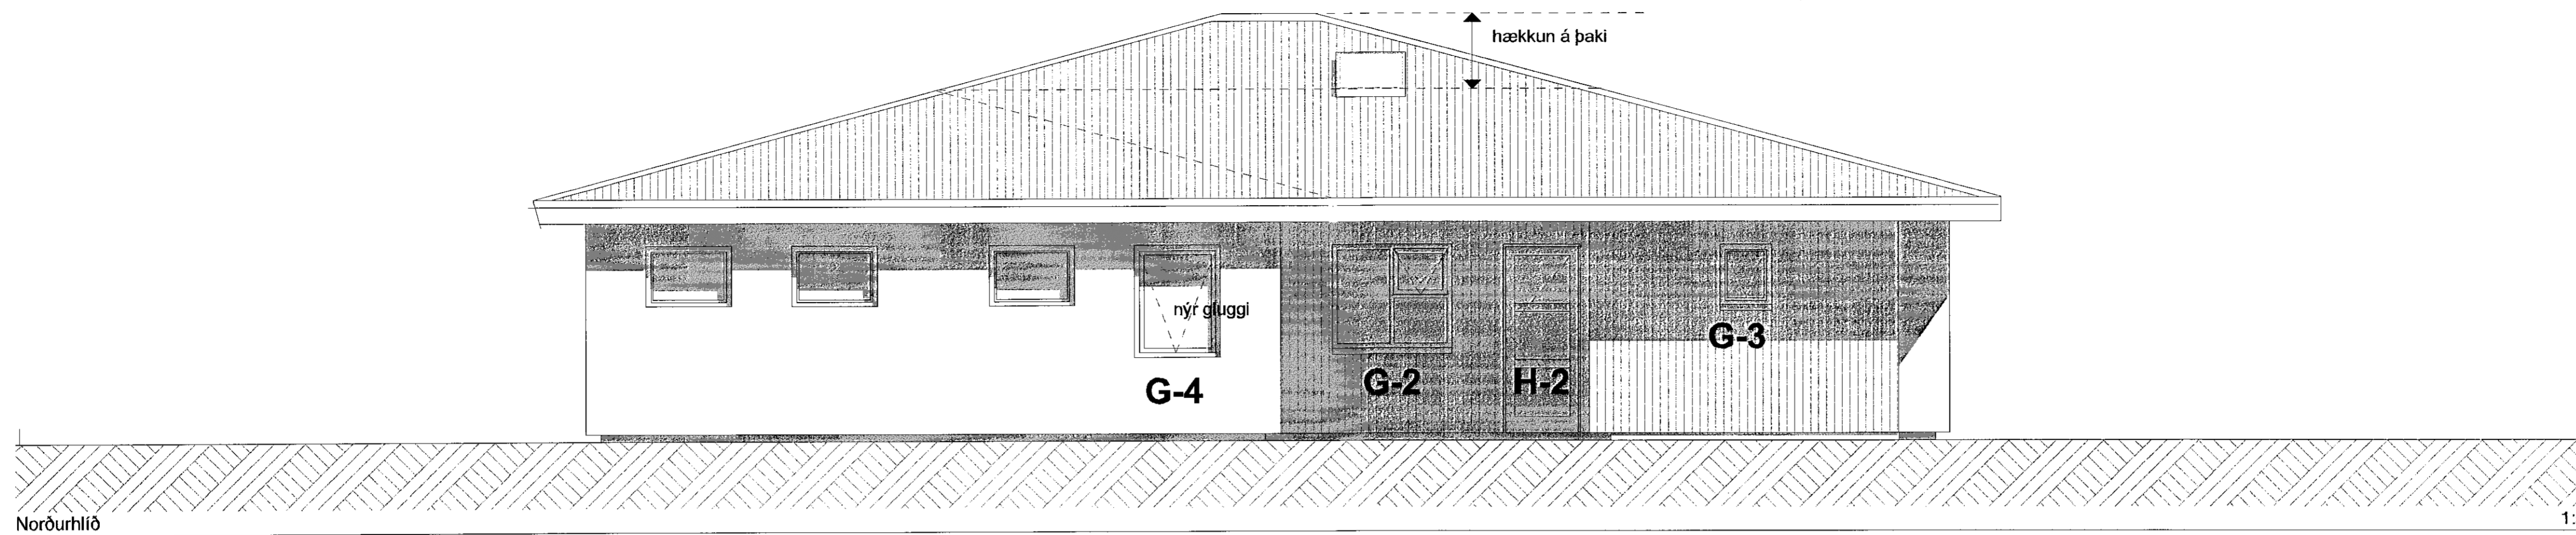 hækkun á þaki
nýr gluggi
G-3
G-4
G-2
H-2
Norðurhlíð
1: